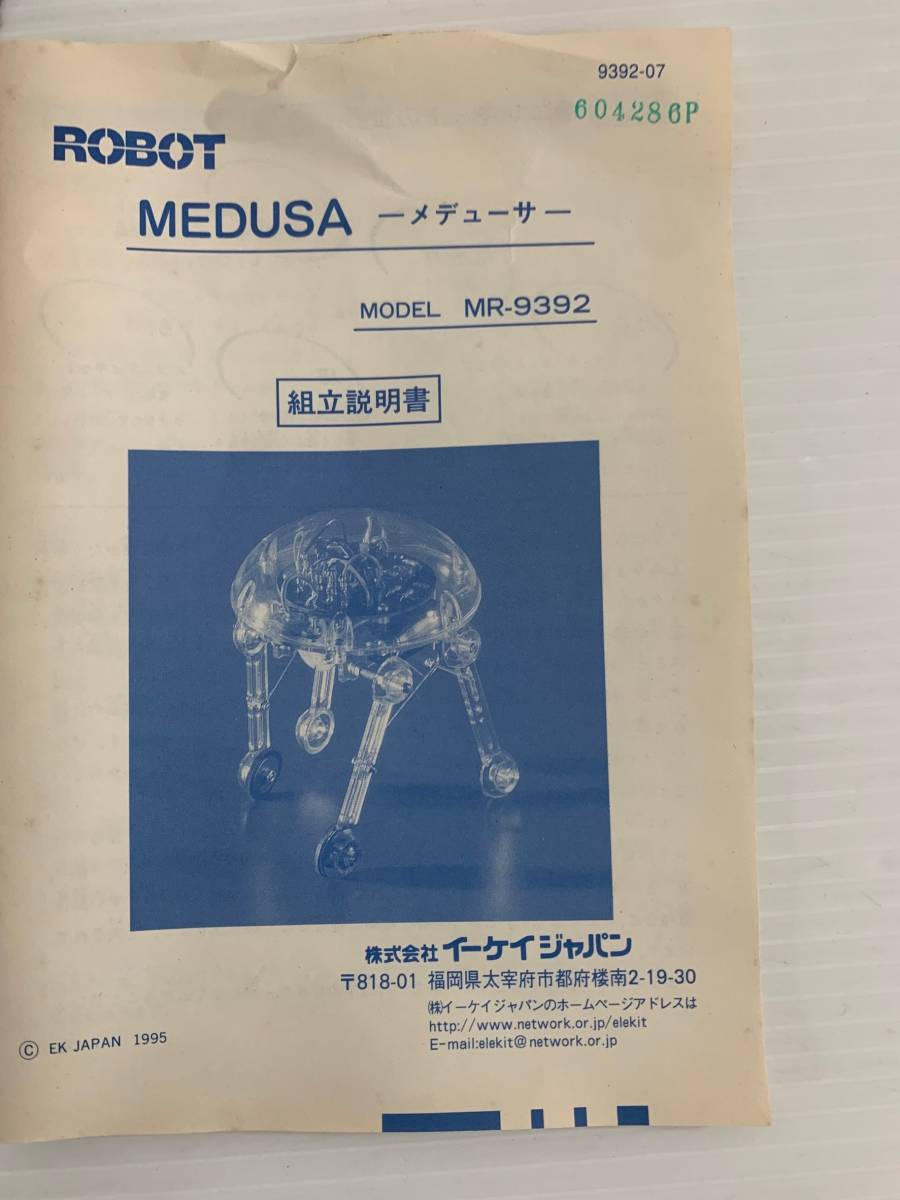 9392-07
604286P
ROBOT
MEDUSA ーメデューサー
MODEL MR-9392
組立説明書
株式会社 イーケイジャパン
〒818-01 福岡県太宰府市都府楼南2-19-30
㈱イーケイジャパンのホームページアドレスは
http://www.network.or.jp/elekit
E-mail:elekit@network.or.jp
© EK JAPAN 1995